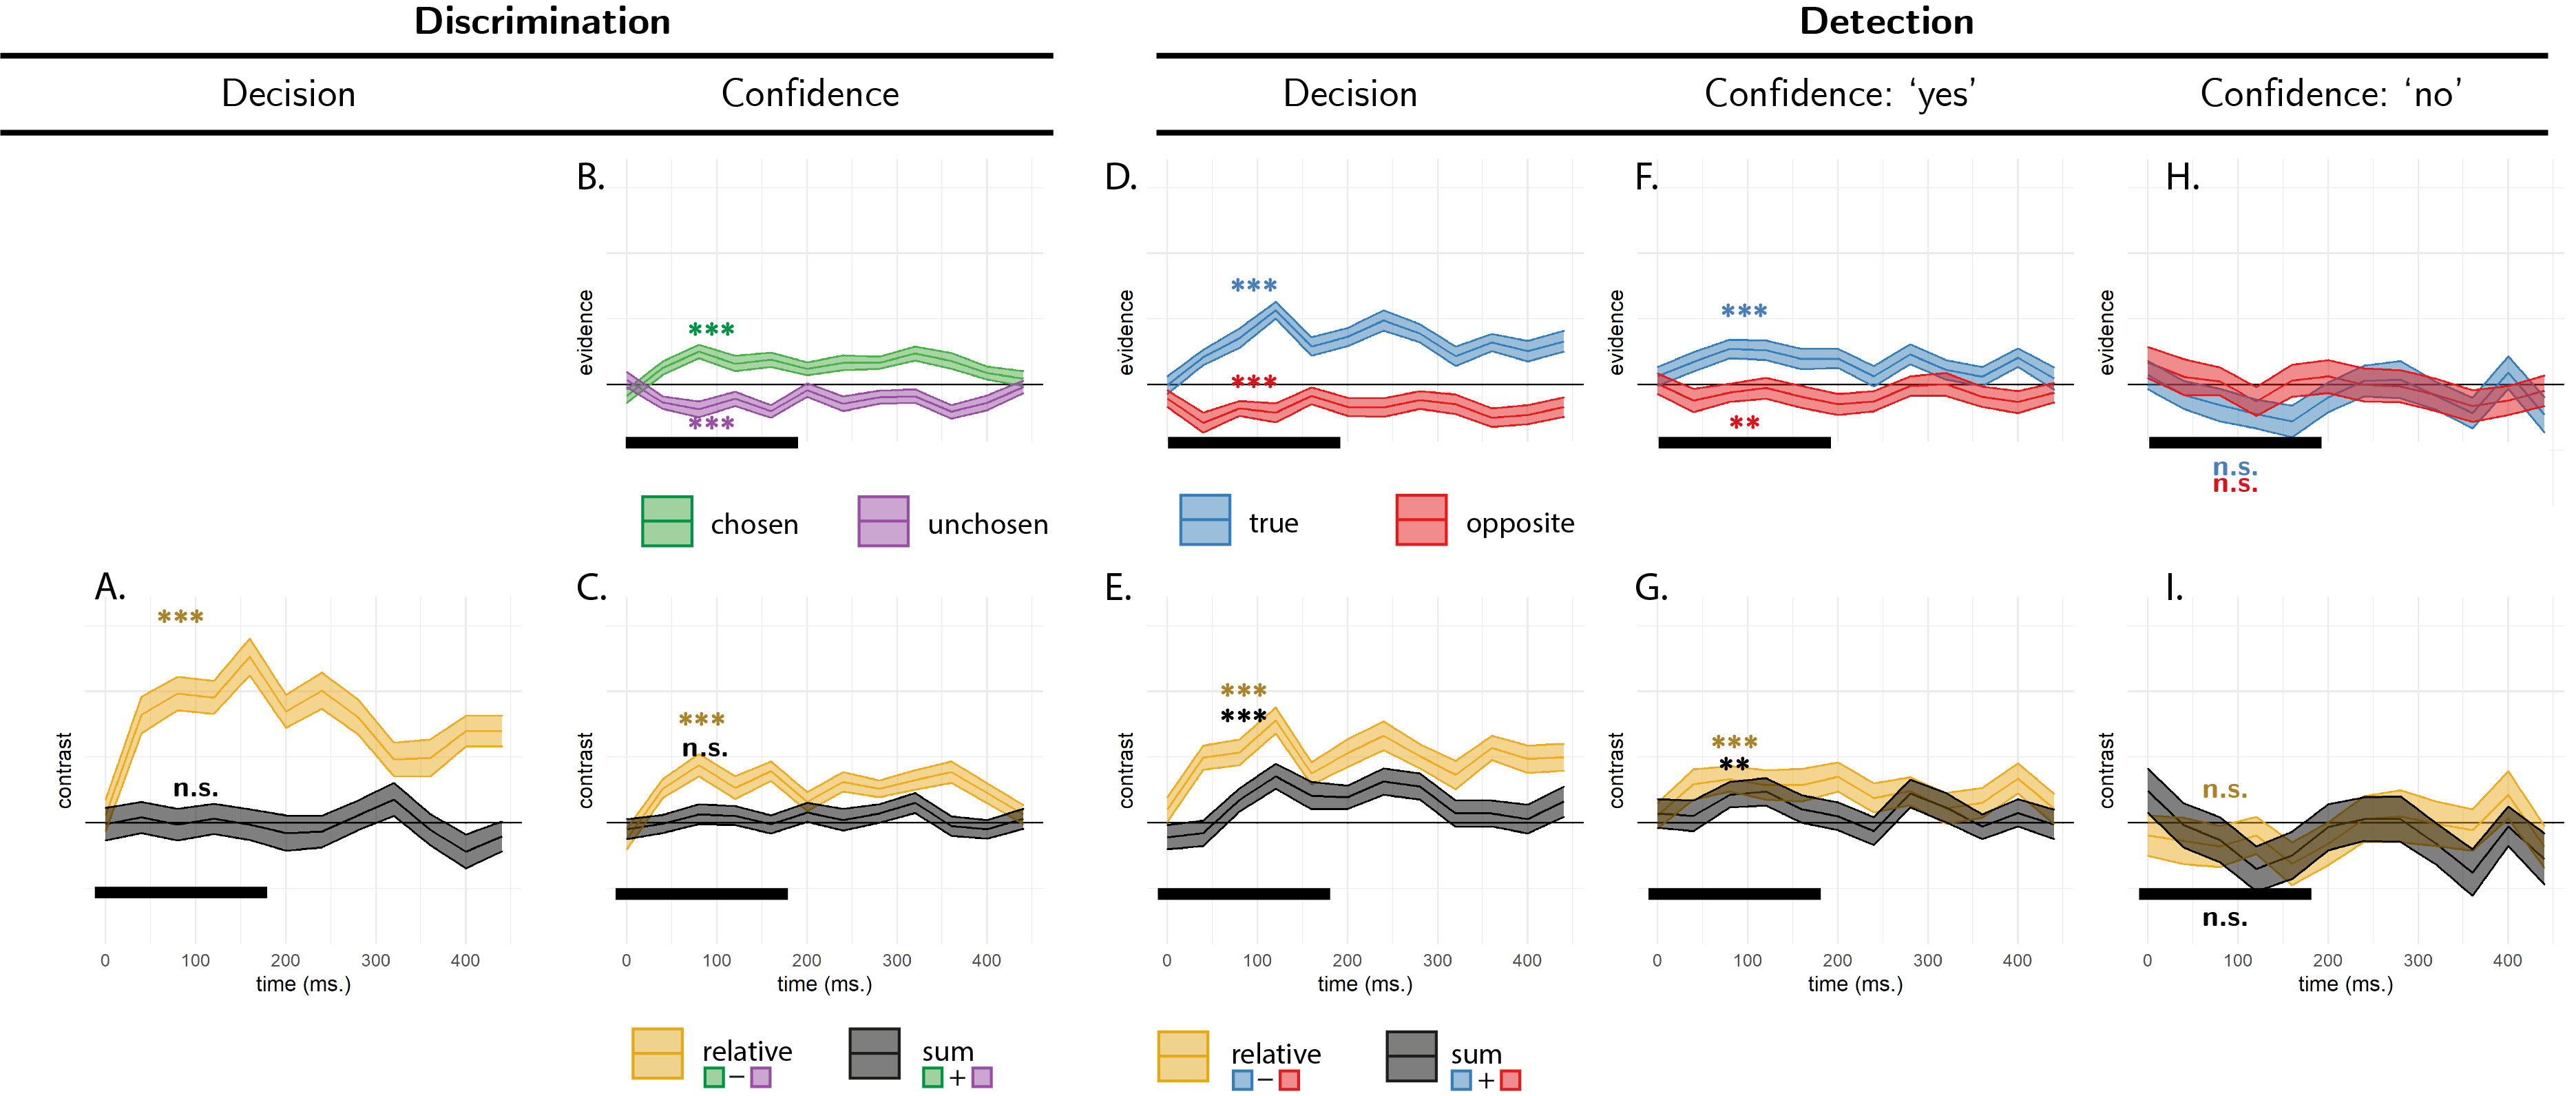 Discrimination
Detection
Decision
Confidence
Decision
Confidence: ‘yes’
Confidence: ‘no’
B.
D.
F.
H.
evidence
***
***
evidence
***
***
evidence
***
**
evidence
n.s.
n.s.
chosen
unchosen
true
opposite
A.
C.
E.
G.
I.
contrast
***
n.s.
0 100 200 300 400
time (ms.)
contrast
***
n.s.
0 100 200 300 400
time (ms.)
contrast
***
***
0 100 200 300 400
time (ms.)
contrast
***
**
0 100 200 300 400
time (ms.)
contrast
n.s.
n.s.
0 100 200 300 400
time (ms.)
relative
–
sum
+
relative
–
sum
+